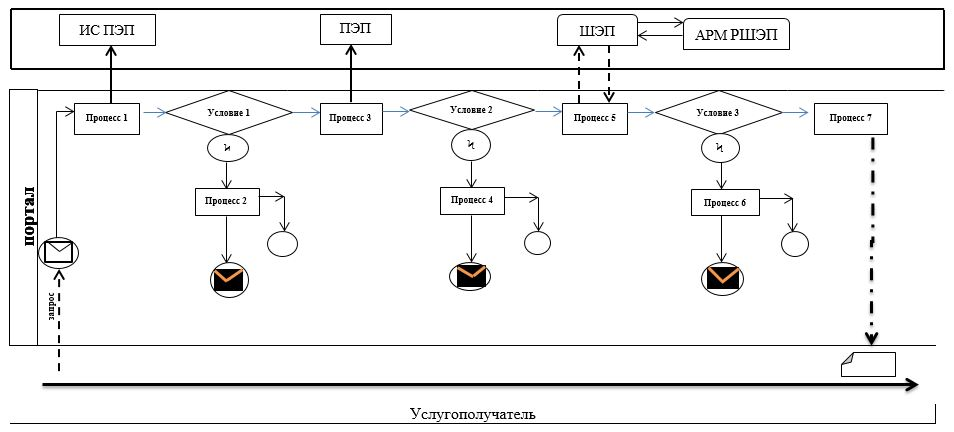 ИС ПЭП
ПЭП
ШЭП
АРМ РШЭП
портал
Процесс 1
Условие 1
Процесс 3
Условие 2
Процесс 5
Условие 3
Процесс 7
Процесс 2
Процесс 4
Процесс 6
запрос
Услугополучатель